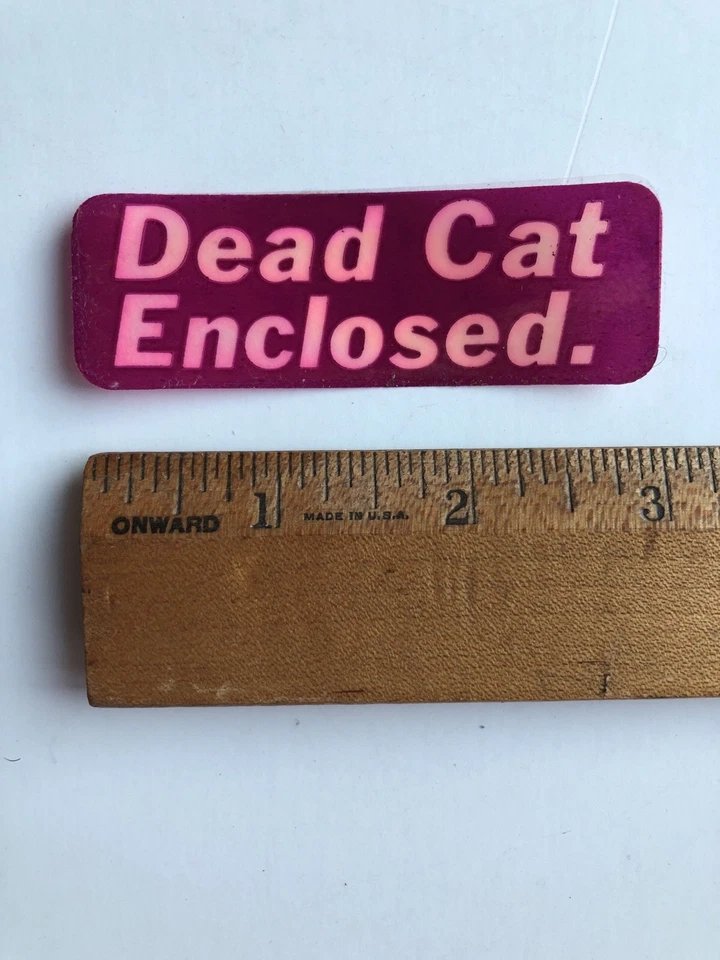 Dead Cat
Enclosed.
1 2 3
ONWARD MADE IN U.S.A.